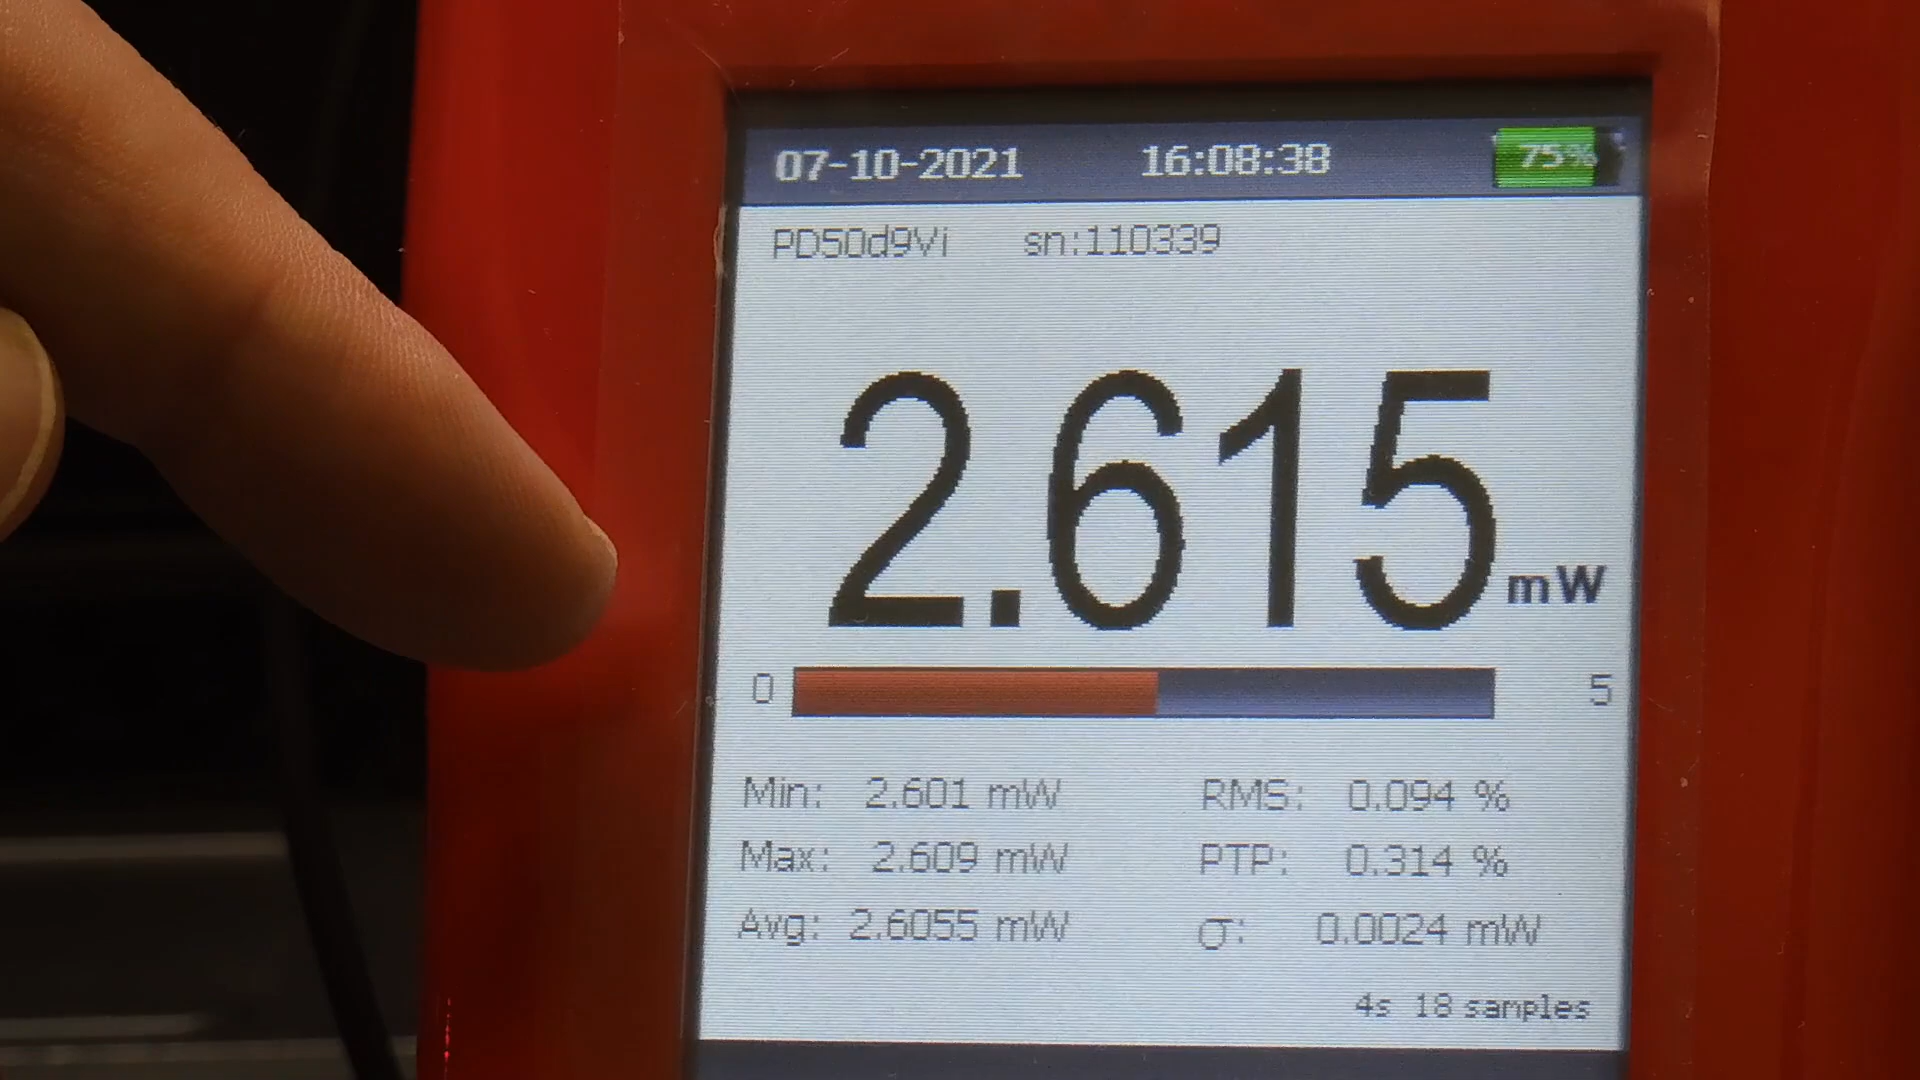 07-10-2021 16:08:38 75%
PD50d9Vi sn:110339
2.615 mW
0 5
Min: 2.601 mW RMS: 0.094 %
Max: 2.609 mW PTP: 0.314 %
Avg: 2.6055 mW σ: 0.0024 mW
4s 18 samples